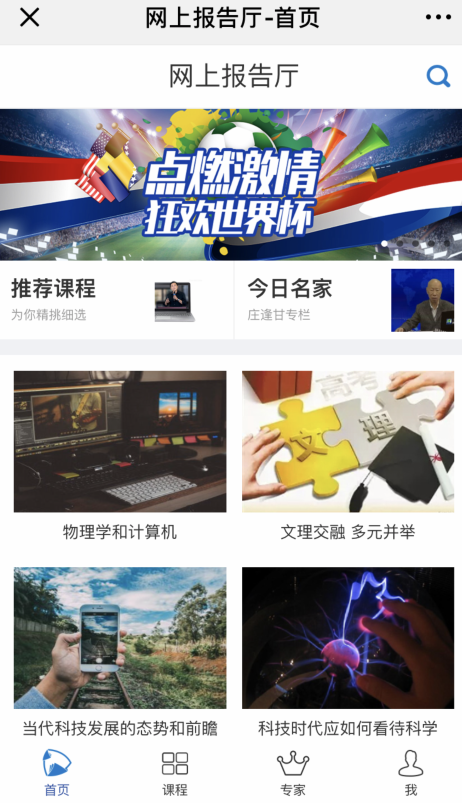 网上报告厅-首页
网上报告厅
点燃激情
狂欢世界杯
推荐课程
为你精挑细选
今日名家
庄逢甘专栏
高考
文 理
物理学和计算机
文理交融 多元并举
当代科技发展的态势和前瞻
科技时代应如何看待科学
首页
课程
专家
我